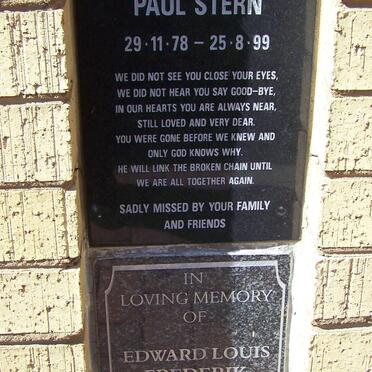 PAUL STERN
29·11·78 – 25·8·99
WE DID NOT SEE YOU CLOSE YOUR EYES,
WE DID NOT HEAR YOU SAY GOOD–BYE,
IN OUR HEARTS YOU ARE ALWAYS NEAR,
STILL LOVED AND VERY DEAR.
YOU WERE GONE BEFORE WE KNEW AND
ONLY GOD KNOWS WHY.
HE WILL LINK THE BROKEN CHAIN UNTIL
WE ARE ALL TOGETHER AGAIN.
SADLY MISSED BY YOUR FAMILY
AND FRIENDS
IN
LOVING MEMORY
OF
EDWARD LOUIS
FREDERIK